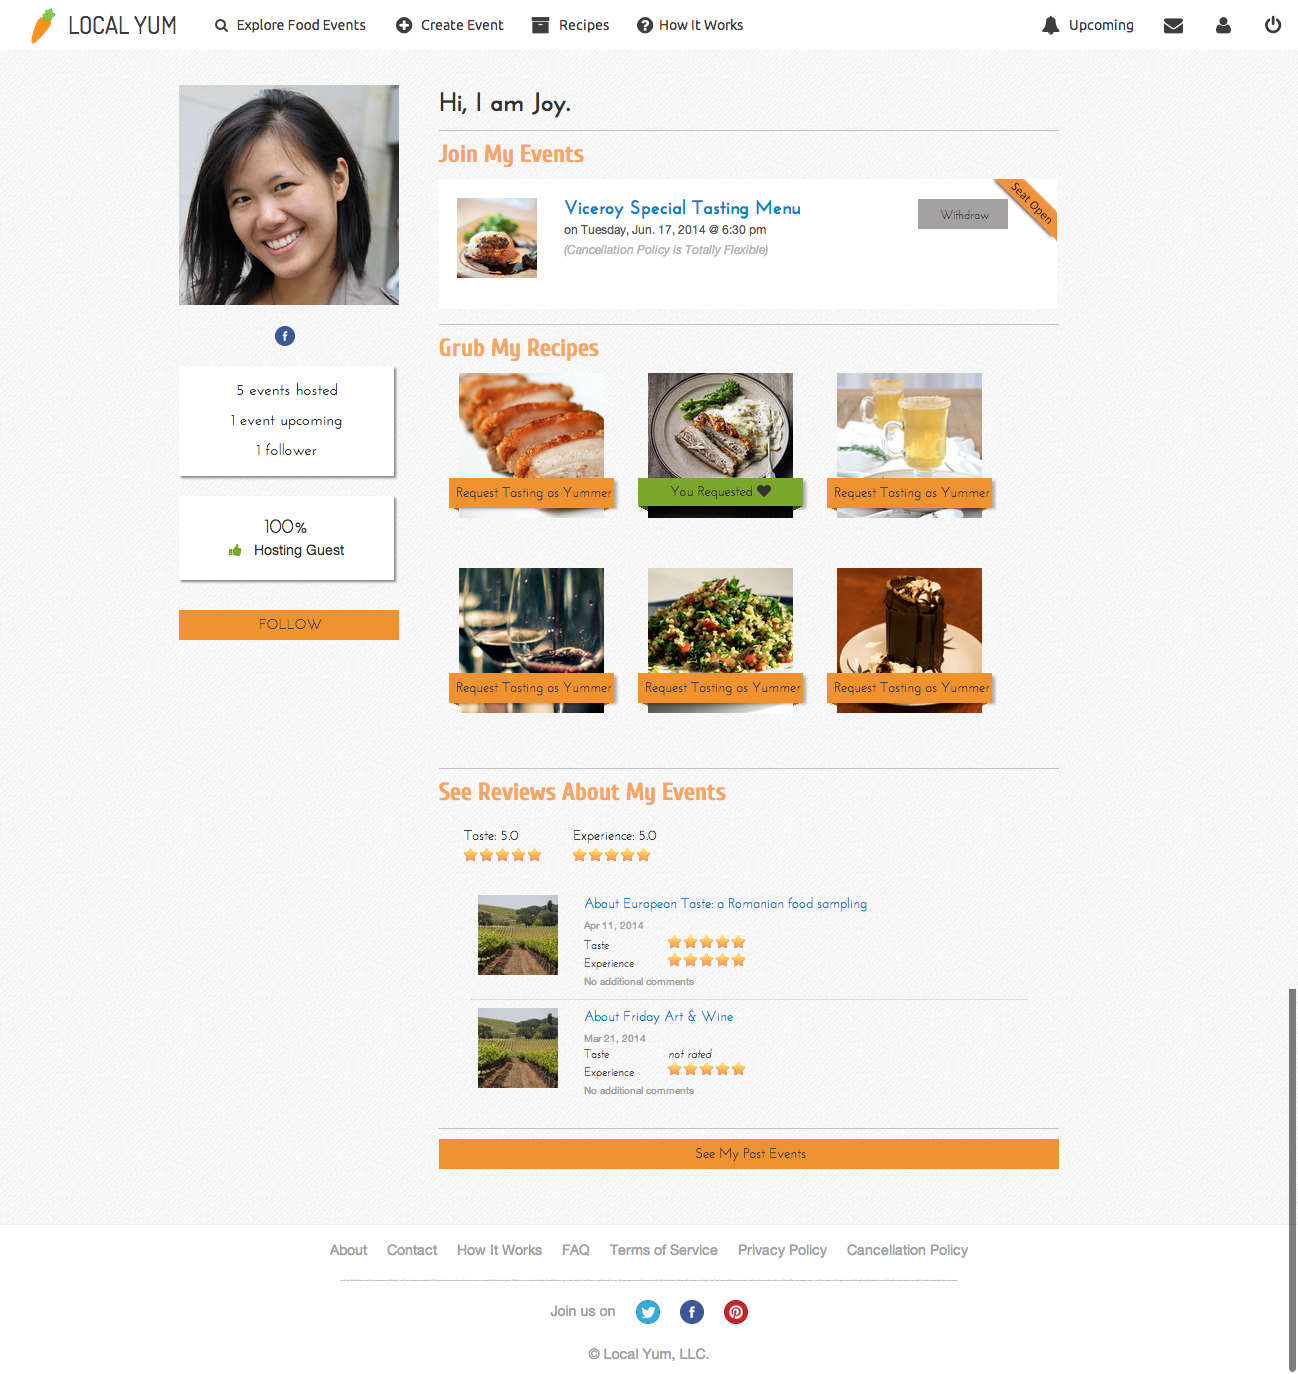 LOCAL YUM
Explore Food Events
Create Event
Recipes
How It Works
Upcoming
Hi, I am Joy.
Join My Events
Viceroy Special Tasting Menu
on Tuesday, Jun. 17, 2014 @ 6:30 pm
(Cancellation Policy is Totally Flexible)
Withdraw
Seat Open
5 events hosted
1 event upcoming
1 follower
100%
Hosting Guest
FOLLOW
Grub My Recipes
Request Tasting as Yummer
You Requested
Request Tasting as Yummer
Request Tasting as Yummer
Request Tasting as Yummer
Request Tasting as Yummer
See Reviews About My Events
Taste: 5.0
Experience: 5.0
About European Taste: a Romanian food sampling
Apr 11, 2014
Taste
Experience
No additional comments
About Friday Art & Wine
Mar 21, 2014
Taste not rated
Experience
No additional comments
See My Past Events
About Contact How It Works FAQ Terms of Service Privacy Policy Cancellation Policy
Join us on
© Local Yum, LLC.